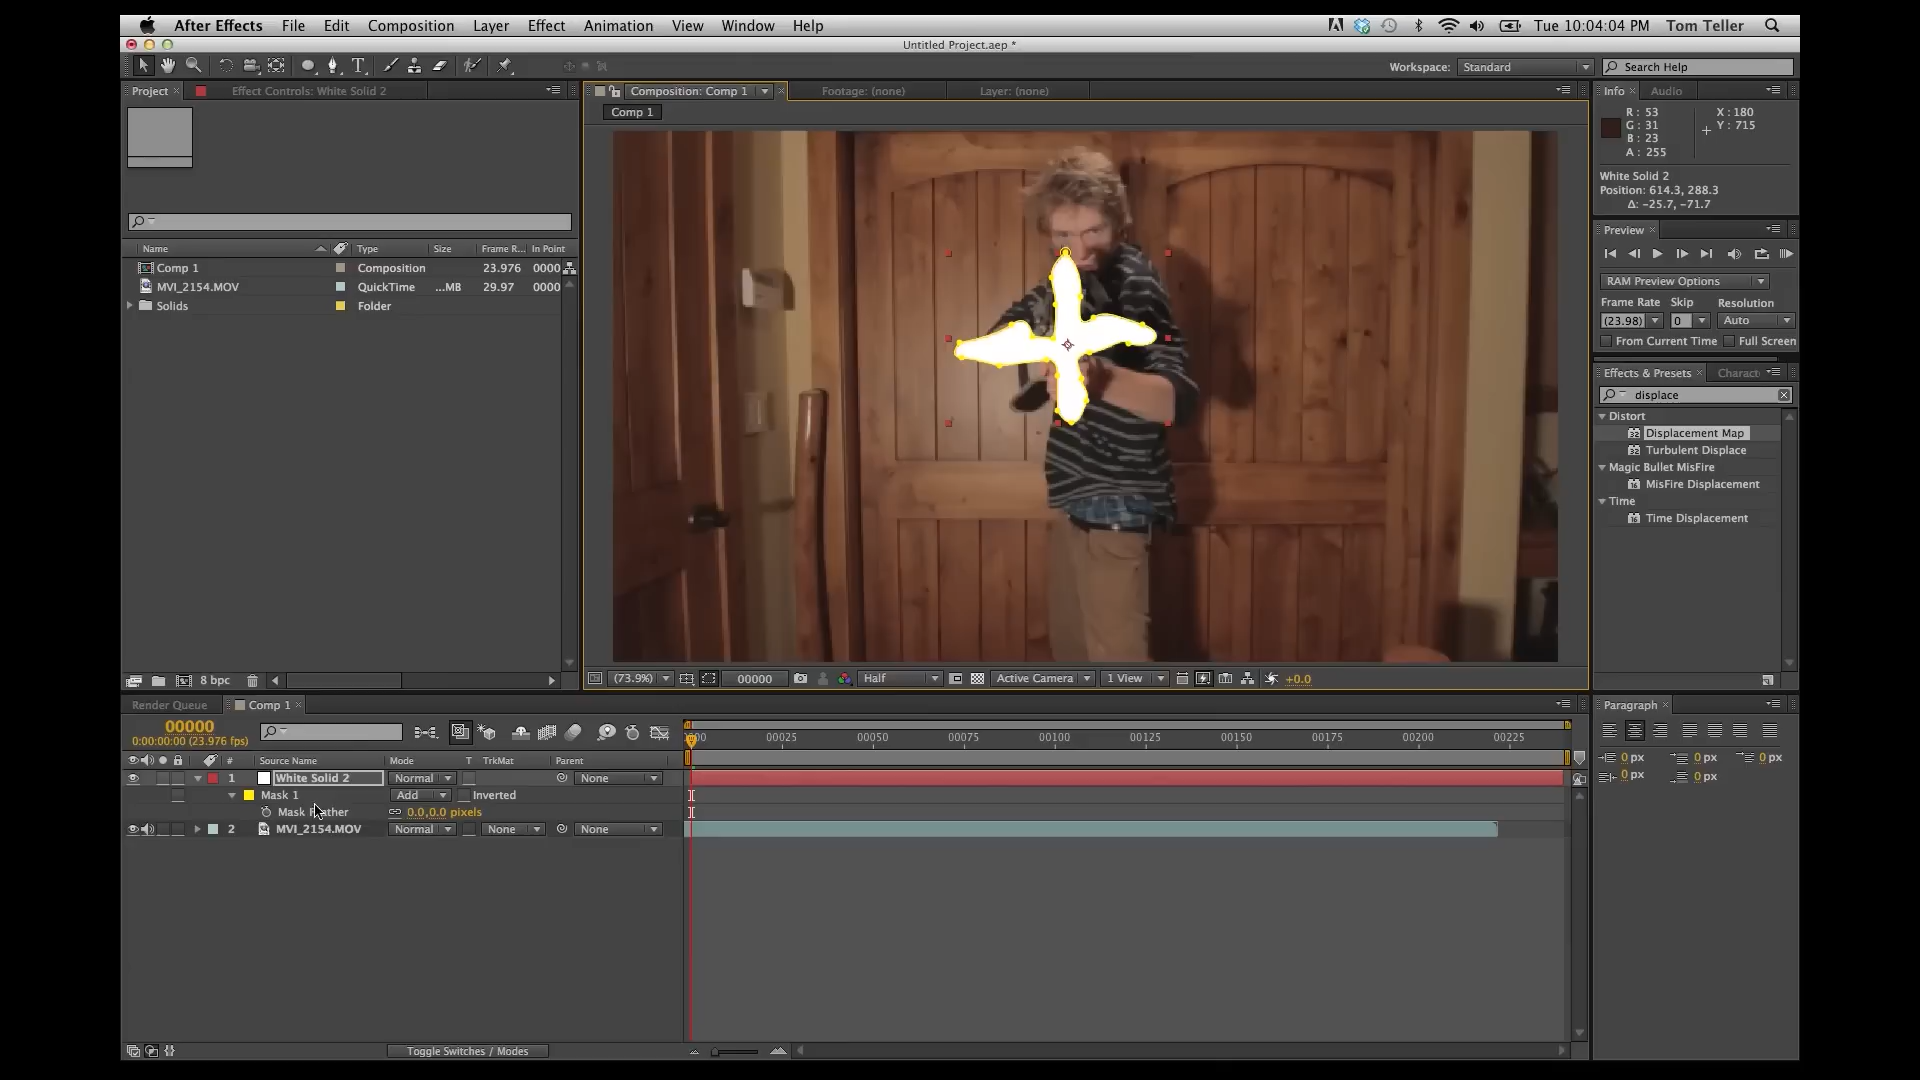 After Effects File Edit Composition Layer Effect Animation View Window Help Tue 10:04:04 PM Tom Teller
Untitled Project.aep *
Workspace: Standard Search Help
Project Effect Controls: White Solid 2
Composition: Comp 1 Footage: (none) Layer: (none)
Comp 1
Info Audio
R: 53
G: 31
B: 23
A: 255
X: 180
Y: 715
White Solid 2
Position: 614.3, 288.3
Δ: -25.7, -71.7
Preview
RAM Preview Options
Frame Rate Skip Resolution
(23.98) 0 Auto
From Current Time Full Screen
Name Type Size Frame R... In Point
Comp 1 Composition 23.976 0000
MVI_2154.MOV QuickTime ...MB 29.97 0000
Solids Folder
Effects & Presets Charact
displace
Distort
32 Displacement Map
32 Turbulent Displace
Magic Bullet MisFire
16 MisFire Displacement
Time
16 Time Displacement
8 bpc
(73.9%) 00000 Half Active Camera 1 View +0.0
Render Queue Comp 1
00000
0:00:00:00 (23.976 fps)
00025 00050 00075 00100 00125 00150 00175 00200 00225
# Source Name Mode T TrkMat Parent
1 White Solid 2 Normal None
Mask 1 Add Inverted
0.0,0.0 pixels
2 MVI_2154.MOV Normal None None
Toggle Switches / Modes
Paragraph
0 px 0 px 0 px
0 px 0 px